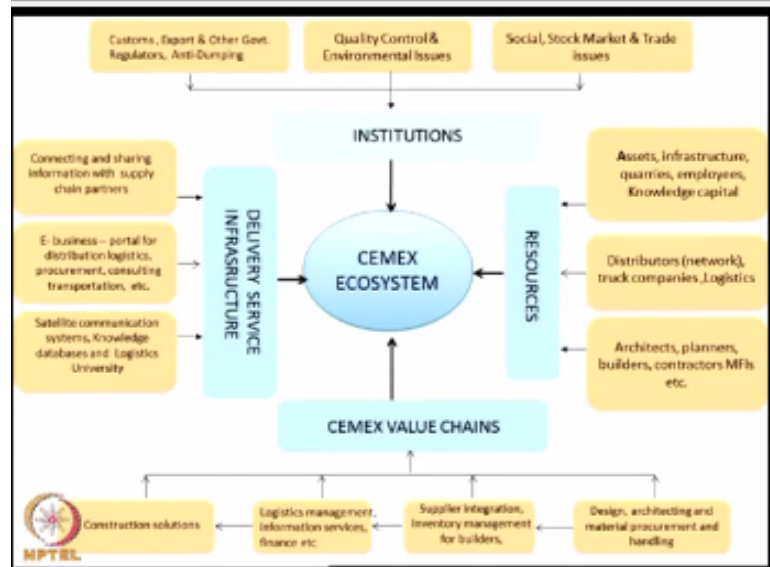 Customs, Export & Other Govt.
Regulators, Anti-Dumping
Quality Control &
Environmental Issues
Social, Stock Market & Trade
issues
INSTITUTIONS
Connecting and sharing
information with supply
chain partners
E- business – portal for
distribution logistics,
procurement, consulting
transportation, etc.
Satellite communication
systems, Knowledge
databases and Logistics
University
DELIVERY SERVICE
INFRASRUCTURE
CEMEX
ECOSYSTEM
RESOURCES
Assets, infrastructure,
quarries, employees,
Knowledge capital
Distributors (network),
truck companies ,Logistics
Architects, planners,
builders, contractors MFIs
etc.
CEMEX VALUE CHAINS
Construction solutions
Logistics management,
information services,
finance etc
Supplier integration,
Inventory management
for builders,
Design, architecting and
material procurement and
handling
NPTEL